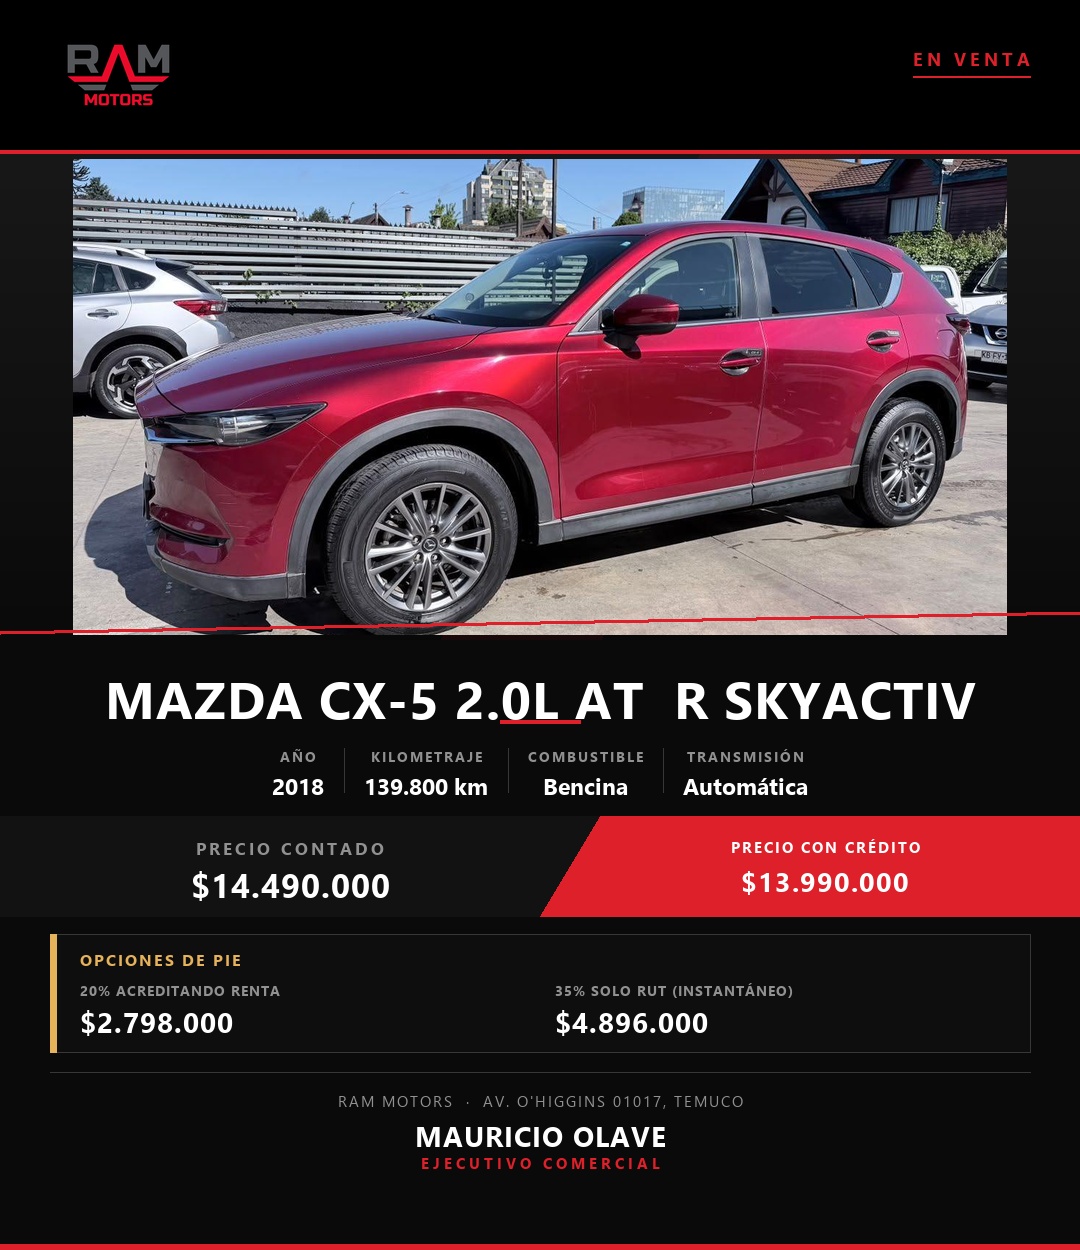 RAM
MOTORS
EN VENTA
MAZDA CX-5 2.0L AT  R SKYACTIV
AÑO
2018
KILOMETRAJE
139.800 km
COMBUSTIBLE
Bencina
TRANSMISIÓN
Automática
PRECIO CONTADO
$14.490.000
PRECIO CON CRÉDITO
$13.990.000
OPCIONES DE PIE
20% ACREDITANDO RENTA
$2.798.000
35% SOLO RUT (INSTANTÁNEO)
$4.896.000
RAM MOTORS · AV. O'HIGGINS 01017, TEMUCO
MAURICIO OLAVE
EJECUTIVO COMERCIAL